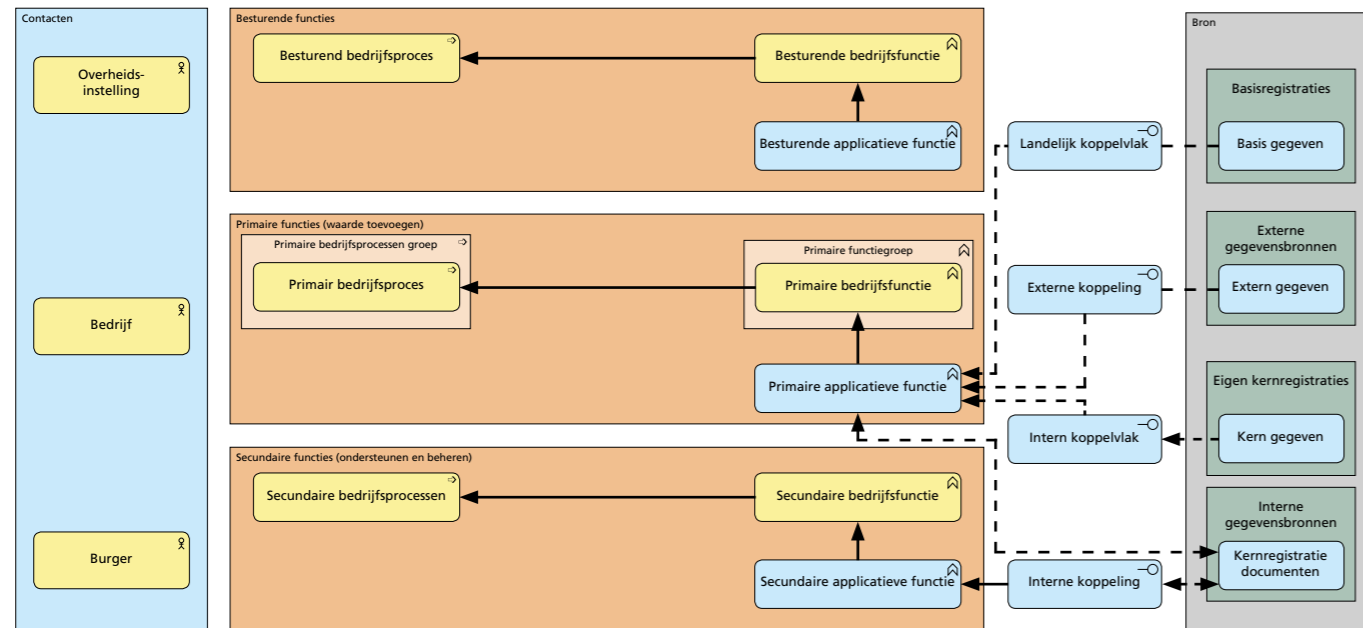 Contacten
Overheids-
instelling
Bedrijf
Burger
Besturende functies
Besturend bedrijfsproces
Besturende bedrijfsfunctie
Besturende applicatieve functie
Primaire functies (waarde toevoegen)
Primaire bedrijfsprocessen groep
Primair bedrijfsproces
Primaire functiegroep
Primaire bedrijfsfunctie
Primaire applicatieve functie
Secundaire functies (ondersteunen en beheren)
Secundaire bedrijfsprocessen
Secundaire bedrijfsfunctie
Secundaire applicatieve functie
Landelijk koppelvlak
Externe koppeling
Intern koppelvlak
Interne koppeling
Bron
Basisregistraties
Basis gegeven
Externe
gegevensbronnen
Extern gegeven
Eigen kernregistraties
Kern gegeven
Interne
gegevensbronnen
Kernregistratie
documenten